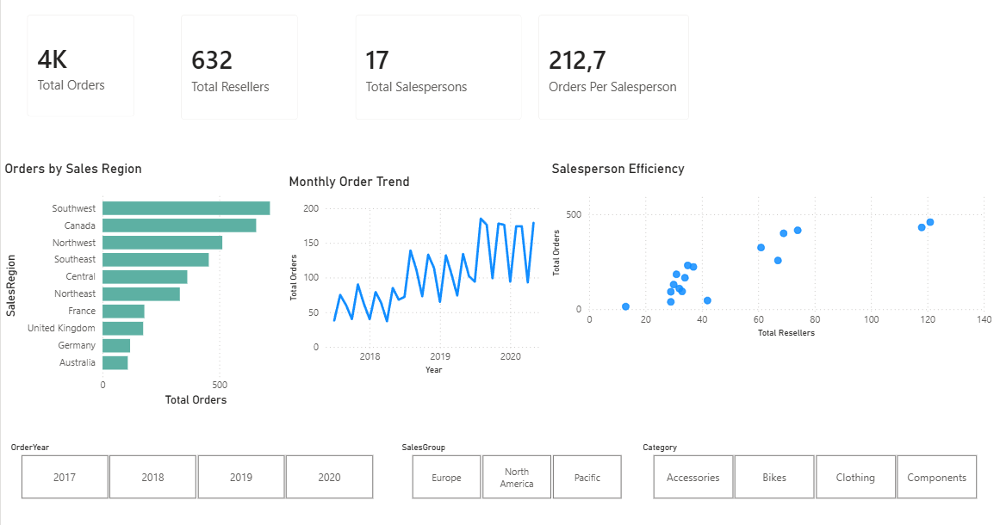 4K
Total Orders
632
Total Resellers
17
Total Salespersons
212,7
Orders Per Salesperson
Orders by Sales Region
SalesRegion
Southwest
Canada
Northwest
Southeast
Central
Northeast
France
United Kingdom
Germany
Australia
0
500
Total Orders
Monthly Order Trend
Total Orders
200
150
100
50
0
2018
2019
2020
Year
Salesperson Efficiency
Total Orders
500
0
0
20
40
60
80
100
120
140
Total Resellers
OrderYear
2017
2018
2019
2020
SalesGroup
Europe
North
America
Pacific
Category
Accessories
Bikes
Clothing
Components